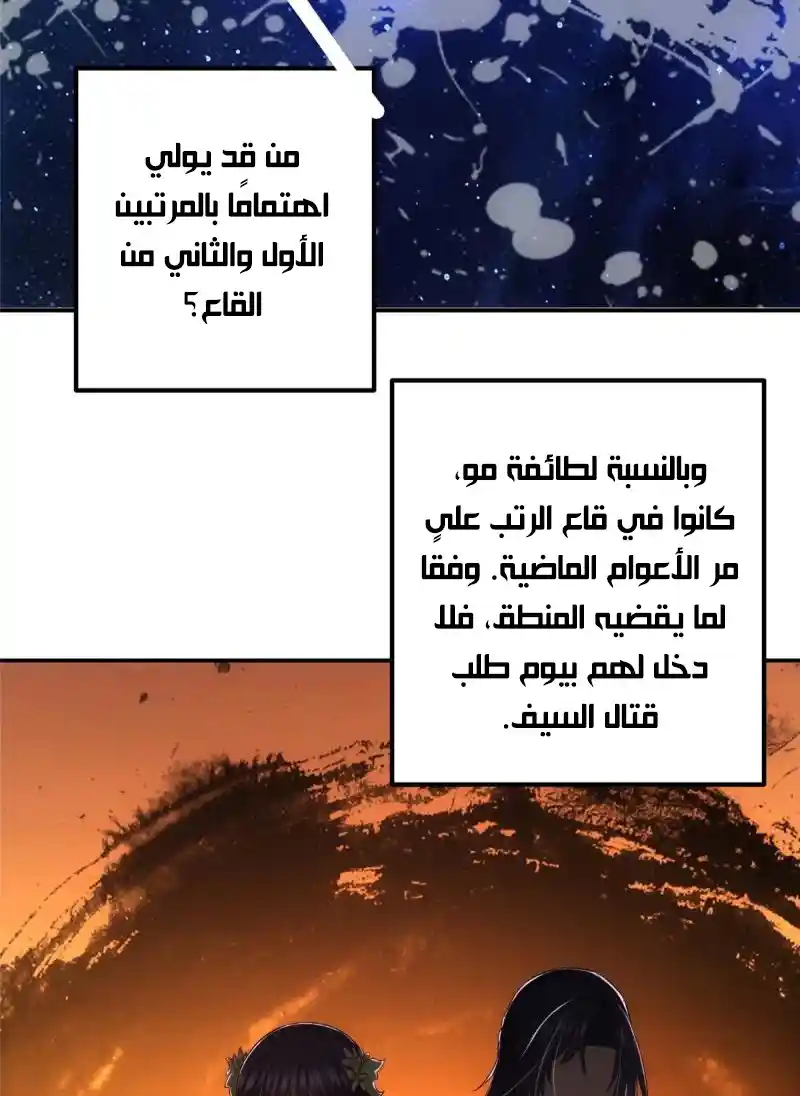 من قد يولي
اهتمامًا بالمرتبين
الأول والثاني من
القاع؟
وبالنسبة لطائفة مو،
كانوا في قاع الرتب علىٍ
مر الأعوام الماضية. وفقا
لما يقضيه المنطق، فلا
دخل لهم بيوم طلب
قتال السيف.